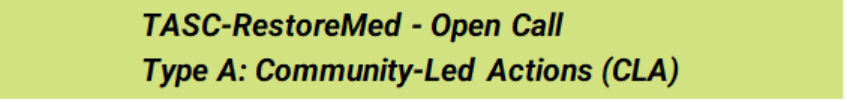 TASC-RestoreMed - Open Call
Type A: Community-Led Actions (CLA)